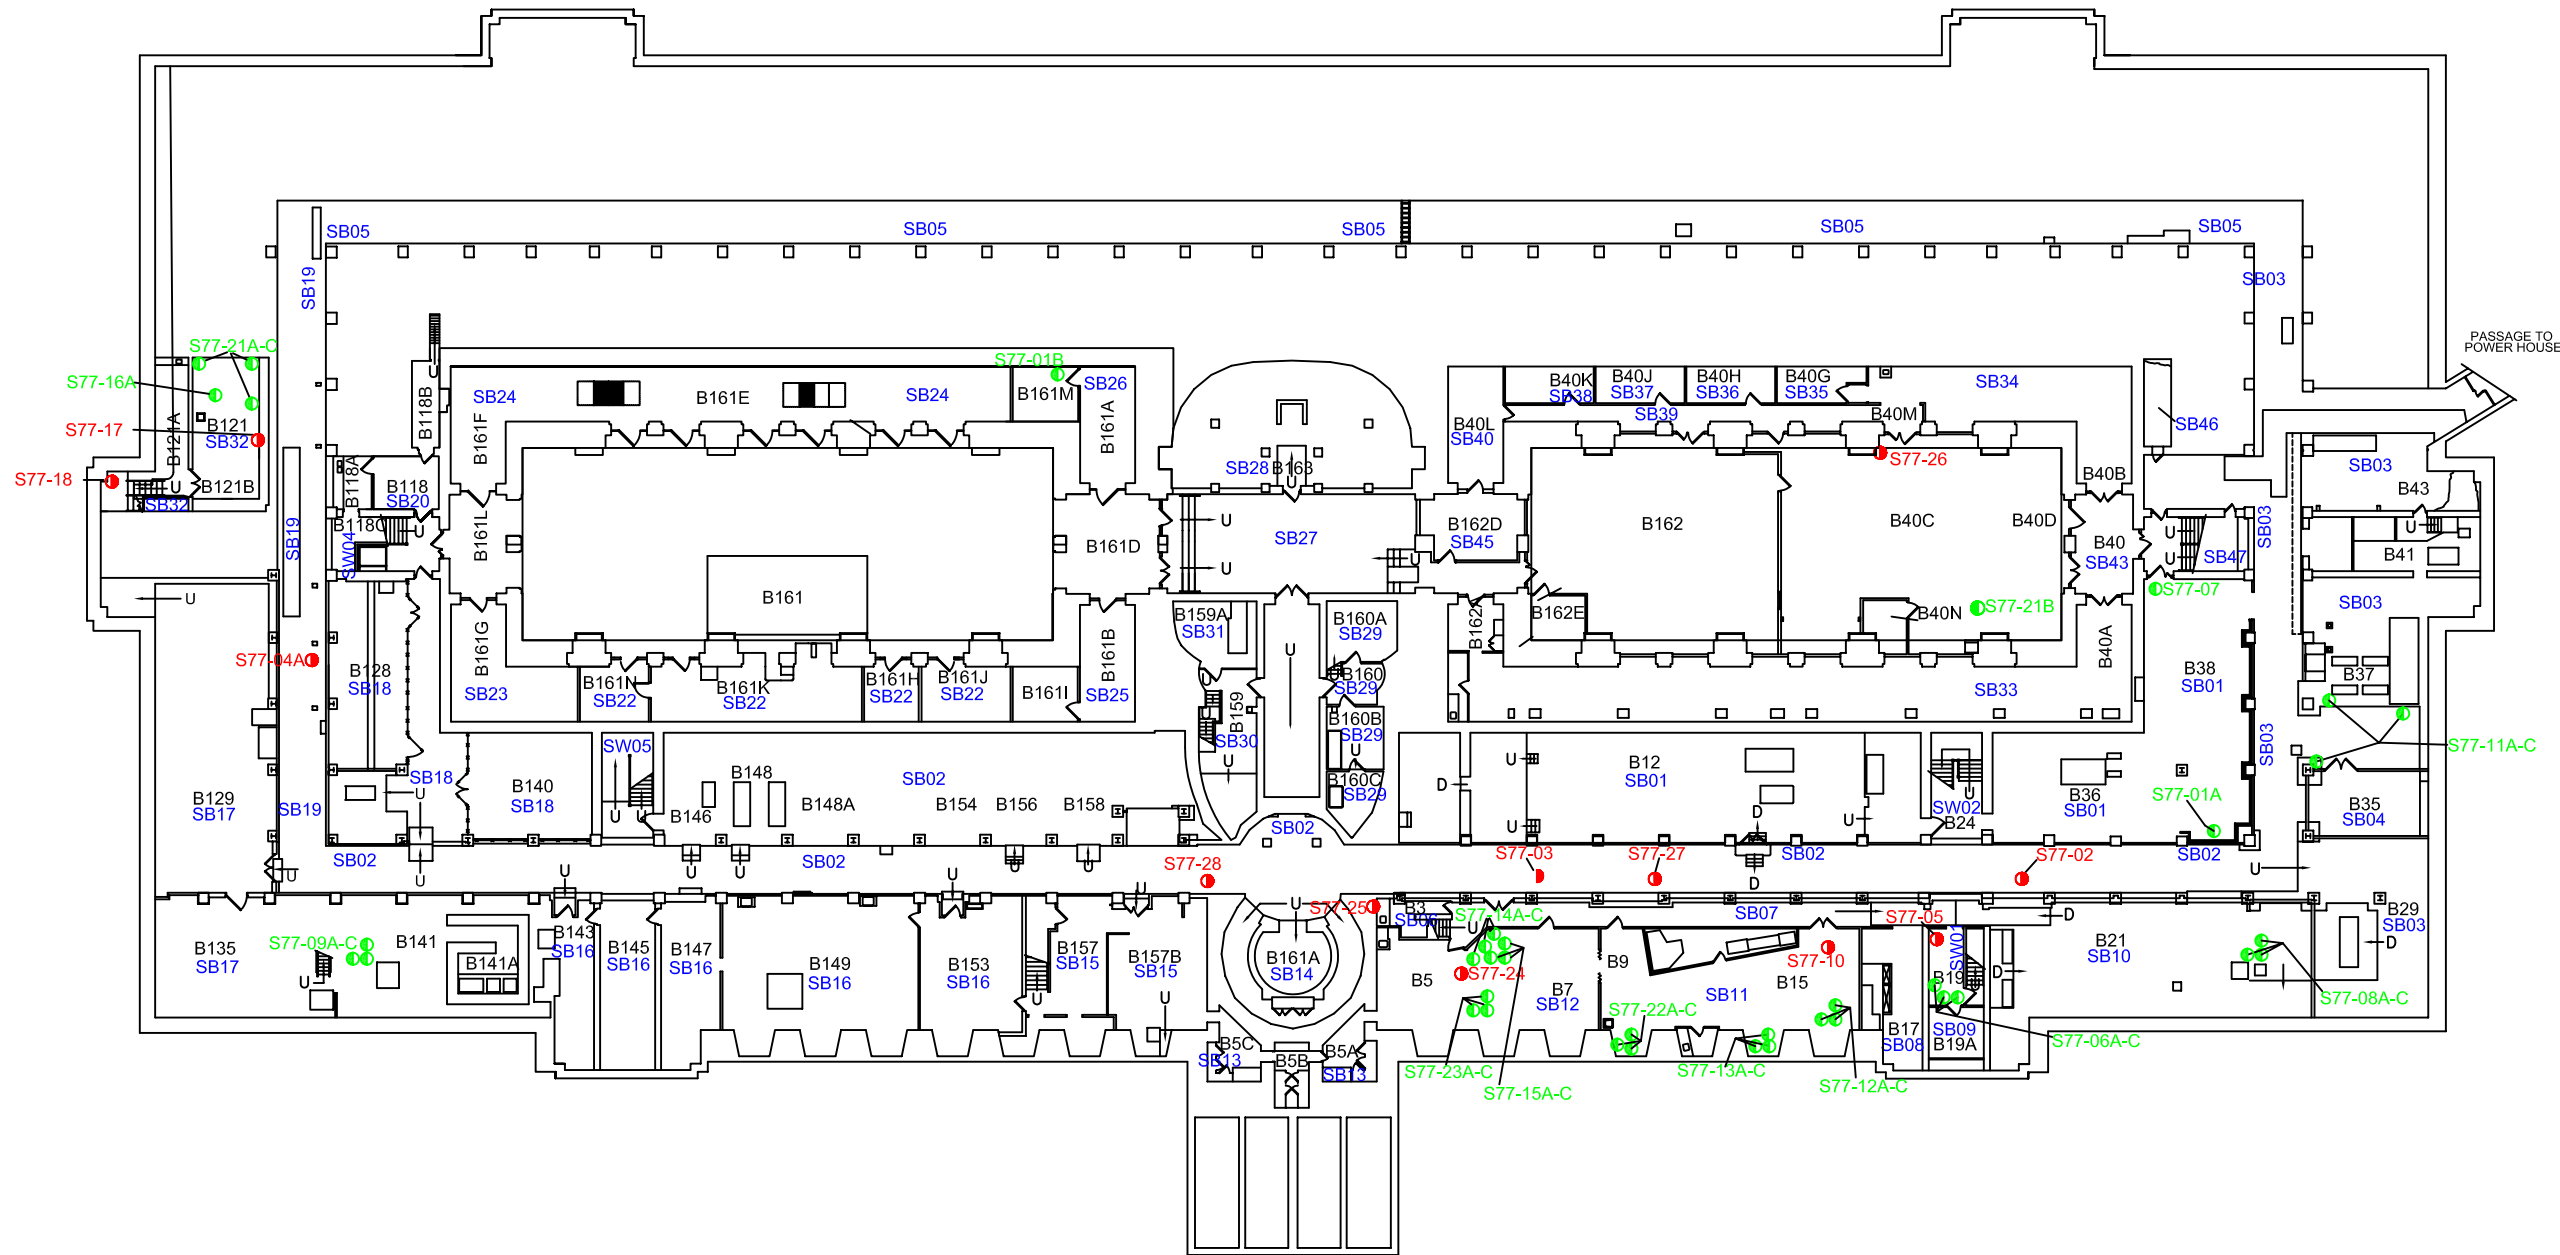 SB05
SB05
SB05
SB05
SB05
SB19
SB03
PASSAGE TO
POWER HOUSE
S77-21A-C
S77-16A
S77-17
S77-18
B121A
B121
SB32
B121B
SB32
B118B
U
B118A
B118
SB20
B118C
U
SW04
SB19
SB24
B161E
SB24
B161F
S77-01B
B161M
SB26
B161A
B161L
B161D
B161
B161G
SB23
B161N
SB22
B161K
SB22
B161H
SB22
B161J
SB22
B161I
SB25
B161B
SB28
B163
U
U
SB27
U
U
B162D
SB45
B40L
SB40
B40K
SB38
B40J
SB37
B40H
SB36
B40G
SB35
SB34
SB39
B40M
S77-26
B162
B40C
B40D
B40B
B40
SB43
B162E
B162A
B40N
S77-21B
B40A
SB33
SB46
U
U
SB47
SB03
S77-07
SB03
B43
U
B41
SB03
B37
S77-11A-C
B35
SB04
B38
SB01
SB03
B36
SB01
S77-01A
U
S77-04A
B128
SB18
SB18
U
U
U
B140
SB18
B129
SB17
SB19
SW05
U
U
U
B146
B148
B148A
SB02
B154
B156
B158
B159A
SB31
U
B159
SB30
U
U
U
B160A
SB29
B160
SB29
B160B
SB29
U
B160C
SB29
SB02
D
U
U
B12
SB01
U
SW02
B24
SB02
SB02
U
U
U
U
U
U
U
S77-28
S77-03
S77-27
D
D
SB02
S77-02
SB02
U
S77-25
B3
SB06
U
S77-14A-C
SB07
U
S77-05
D
B29
SB03
D
B135
SB17
S77-09A-C
U
B141
B141A
B143
SB16
B145
SB16
B147
SB16
B149
SB16
B153
SB16
U
B157
SB15
B157B
SB15
U
U
B161A
SB14
B5
S77-24
B7
SB12
B9
SB11
B15
S77-10
SW01
B19
U
D
B21
SB10
S77-08A-C
S77-22A-C
B17
SB08
SB09
B19A
S77-06A-C
B5C
SB13
B5B
B5A
SB13
S77-23A-C
S77-15A-C
S77-13A-C
S77-12A-C